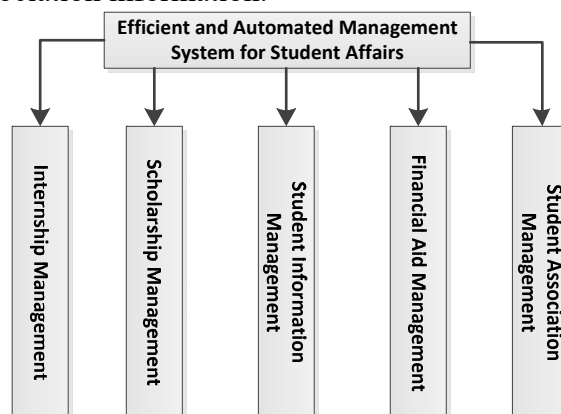 Efficient and Automated Management
System for Student Affairs
Internship Management
Scholarship Management
Student Information
Management
Financial Aid Management
Student Association
Management